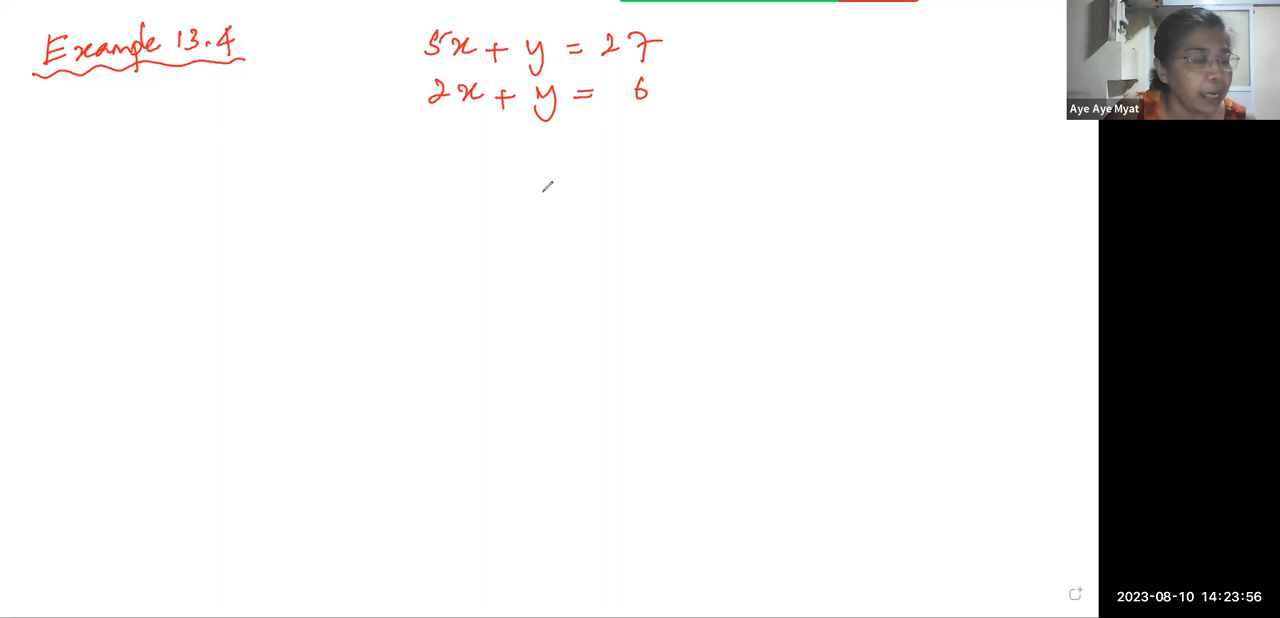 Example 13.4
5x + y = 27
2x + y = 6
Aye Aye Myat
2023-08-10 14:23:56